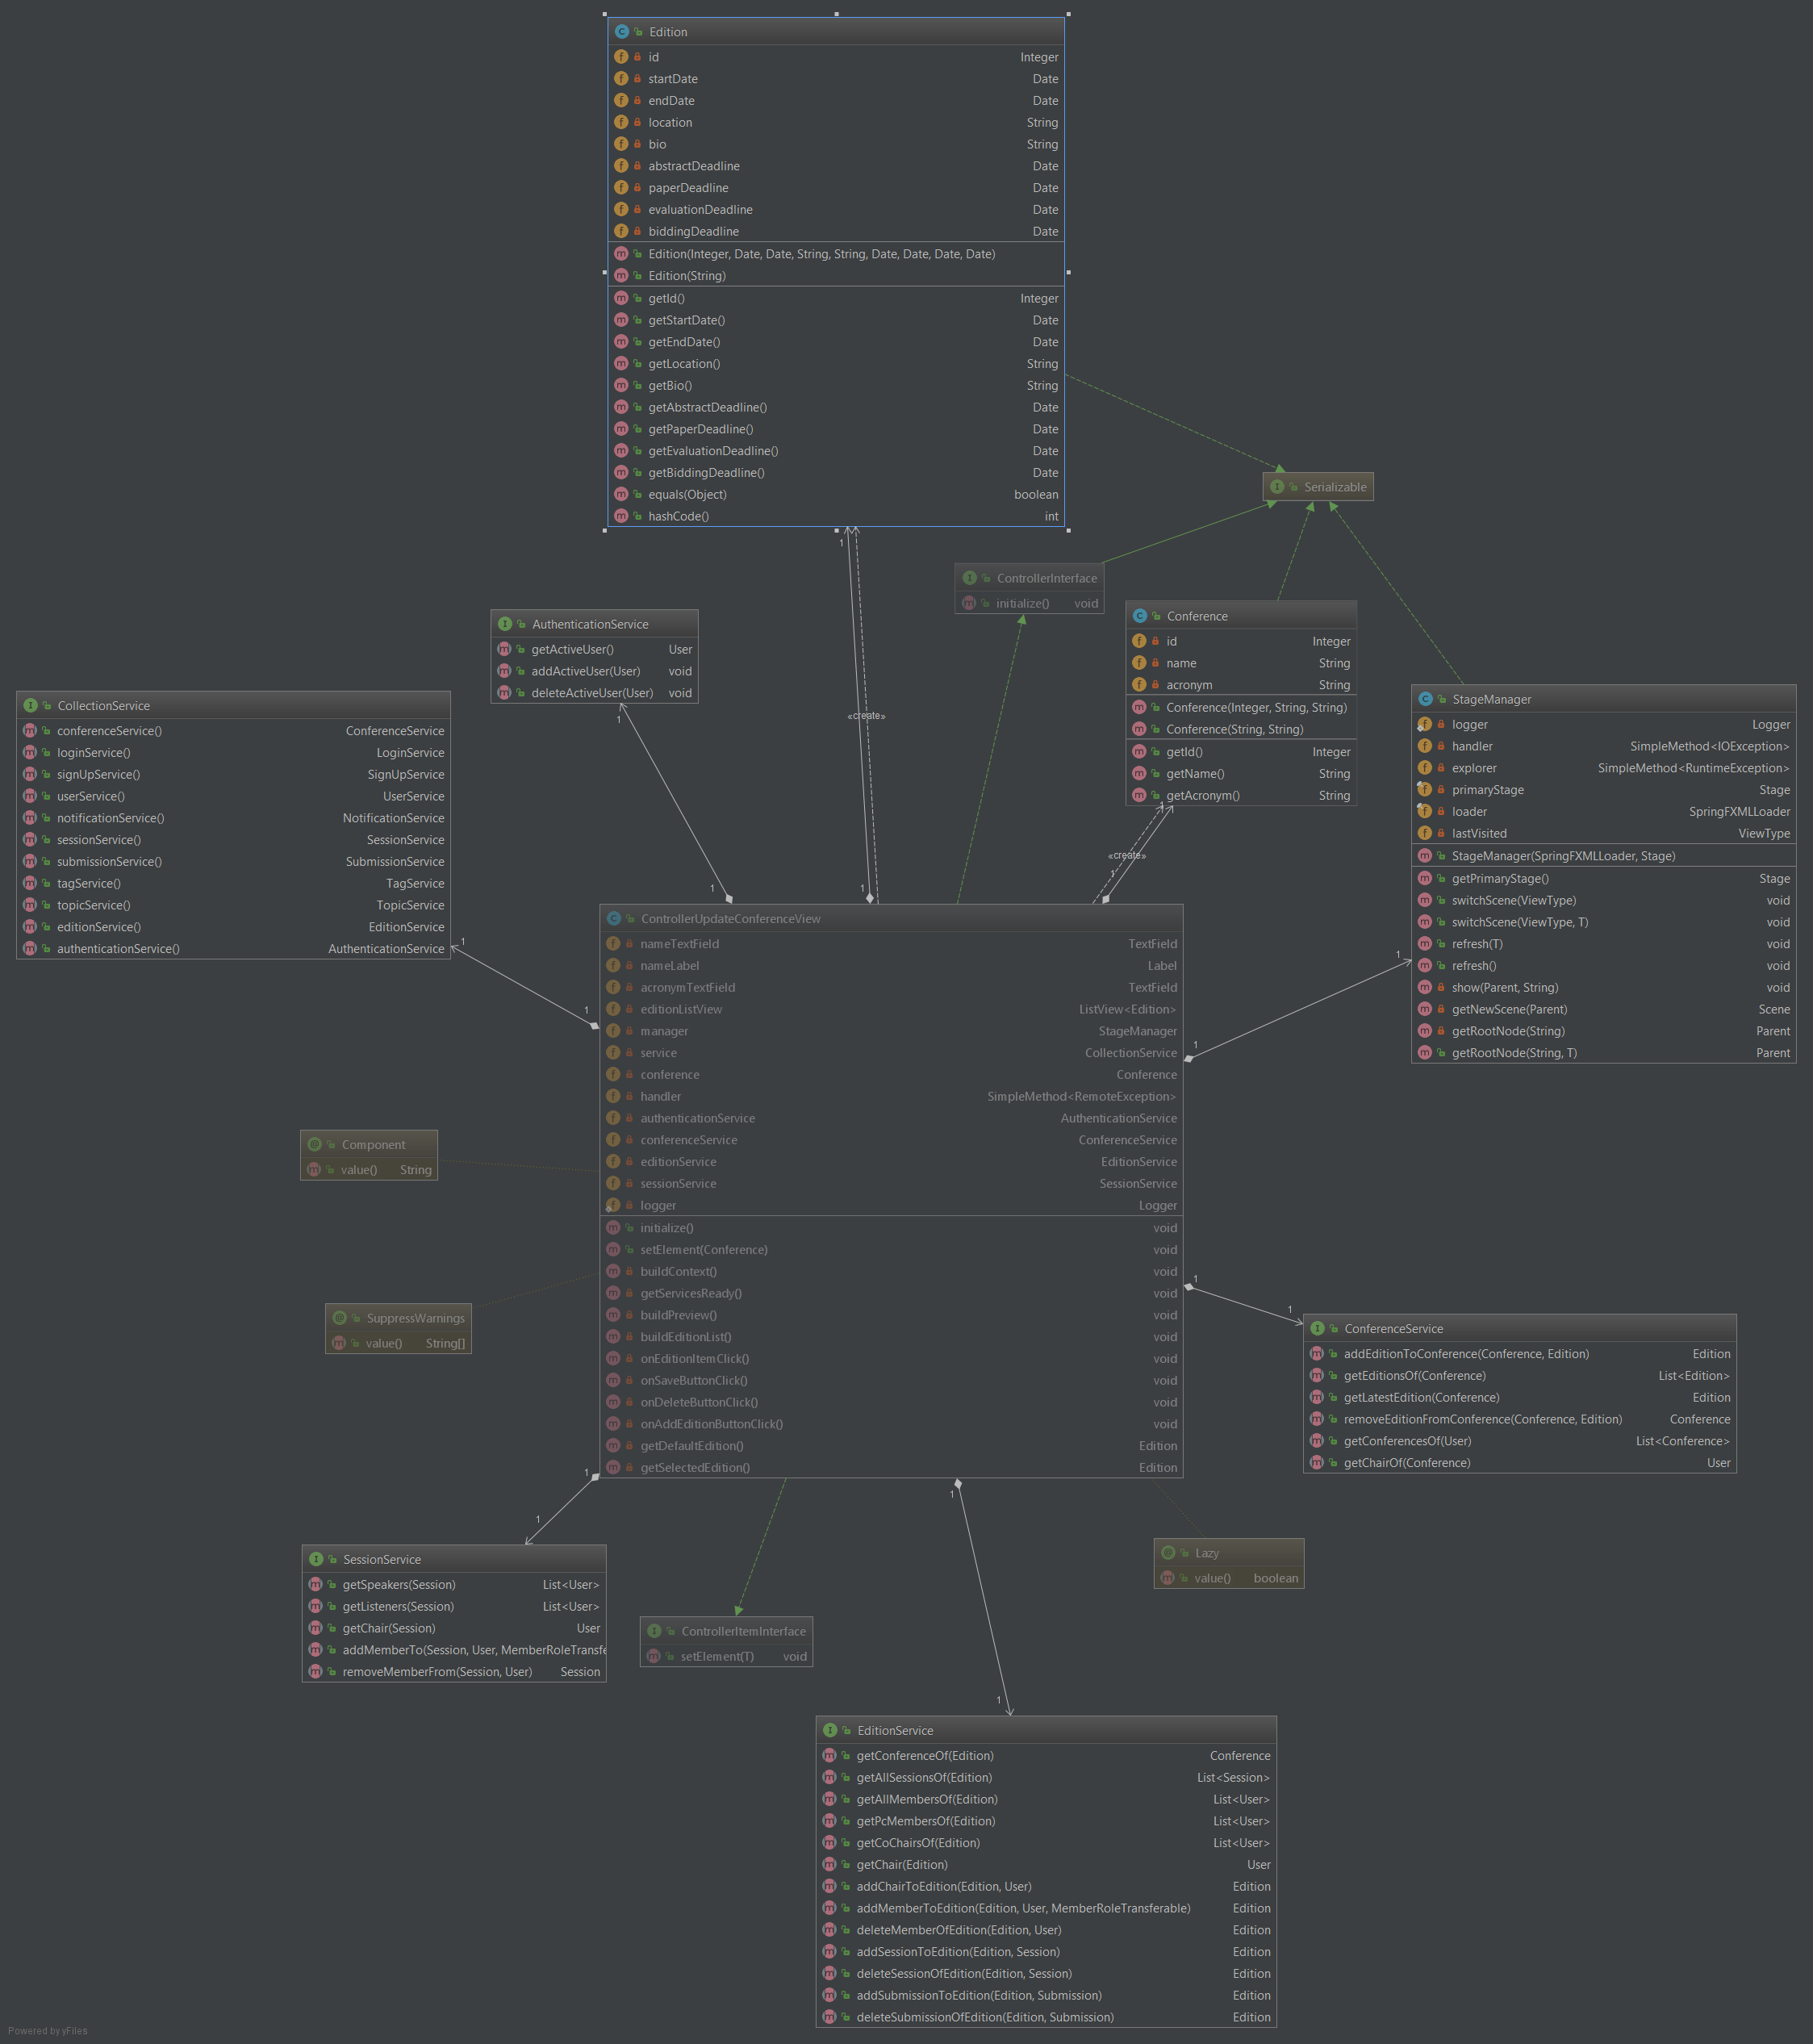 Edition
id Integer
startDate Date
endDate Date
location String
bio String
abstractDeadline Date
paperDeadline Date
evaluationDeadline Date
biddingDeadline Date
Edition(Integer, Date, Date, String, String, Date, Date, Date, Date)
Edition(String)
getId() Integer
getStartDate() Date
getEndDate() Date
getLocation() String
getBio() String
getAbstractDeadline() Date
getPaperDeadline() Date
getEvaluationDeadline() Date
getBiddingDeadline() Date
equals(Object) boolean
hashCode() int
Serializable
ControllerInterface
initialize() void
AuthenticationService
getActiveUser() User
addActiveUser(User) void
deleteActiveUser(User) void
Conference
id Integer
name String
acronym String
Conference(Integer, String, String)
Conference(String, String)
getId() Integer
getName() String
getAcronym() String
StageManager
logger Logger
handler SimpleMethod<IOException>
explorer SimpleMethod<RuntimeException>
primaryStage Stage
loader SpringFXMLLoader
lastVisited ViewType
StageManager(SpringFXMLLoader, Stage)
getPrimaryStage() Stage
switchScene(ViewType) void
switchScene(ViewType, T) void
refresh(T) void
refresh() void
show(Parent, String) void
getNewScene(Parent) Scene
getRootNode(String) Parent
getRootNode(String, T) Parent
CollectionService
conferenceService() ConferenceService
loginService() LoginService
signUpService() SignUpService
userService() UserService
notificationService() NotificationService
sessionService() SessionService
submissionService() SubmissionService
tagService() TagService
topicService() TopicService
editionService() EditionService
authenticationService() AuthenticationService
1
1
«create»
1
1
1
1
«create»
1
1
1
1
1
1
ControllerUpdateConferenceView
nameTextField TextField
nameLabel Label
acronymTextField TextField
editionListView ListView<Edition>
manager StageManager
service CollectionService
conference Conference
handler SimpleMethod<RemoteException>
authenticationService AuthenticationService
conferenceService ConferenceService
editionService EditionService
sessionService SessionService
logger Logger
initialize() void
setElement(Conference) void
buildContext() void
getServicesReady() void
buildPreview() void
buildEditionList() void
onEditionItemClick() void
onSaveButtonClick() void
onDeleteButtonClick() void
onAddEditionButtonClick() void
getDefaultEdition() Edition
getSelectedEdition() Edition
Component
value() String
SuppressWarnings
value() String[]
1
1
ConferenceService
addEditionToConference(Conference, Edition) Edition
getEditionsOf(Conference) List<Edition>
getLatestEdition(Conference) Edition
removeEditionFromConference(Conference, Edition) Conference
getConferencesOf(User) List<Conference>
getChairOf(Conference) User
1
1
1
1
SessionService
getSpeakers(Session) List<User>
getListeners(Session) List<User>
getChair(Session) User
addMemberTo(Session, User, MemberRoleTransfe
removeMemberFrom(Session, User) Session
Lazy
value() boolean
ControllerItemInterface
setElement(T) void
EditionService
getConferenceOf(Edition) Conference
getAllSessionsOf(Edition) List<Session>
getAllMembersOf(Edition) List<User>
getPcMembersOf(Edition) List<User>
getCoChairsOf(Edition) List<User>
getChair(Edition) User
addChairToEdition(Edition, User) Edition
addMemberToEdition(Edition, User, MemberRoleTransferable) Edition
deleteMemberOfEdition(Edition, User) Edition
addSessionToEdition(Edition, Session) Edition
deleteSessionOfEdition(Edition, Session) Edition
addSubmissionToEdition(Edition, Submission) Edition
deleteSubmissionOfEdition(Edition, Submission) Edition
Powered by yFiles